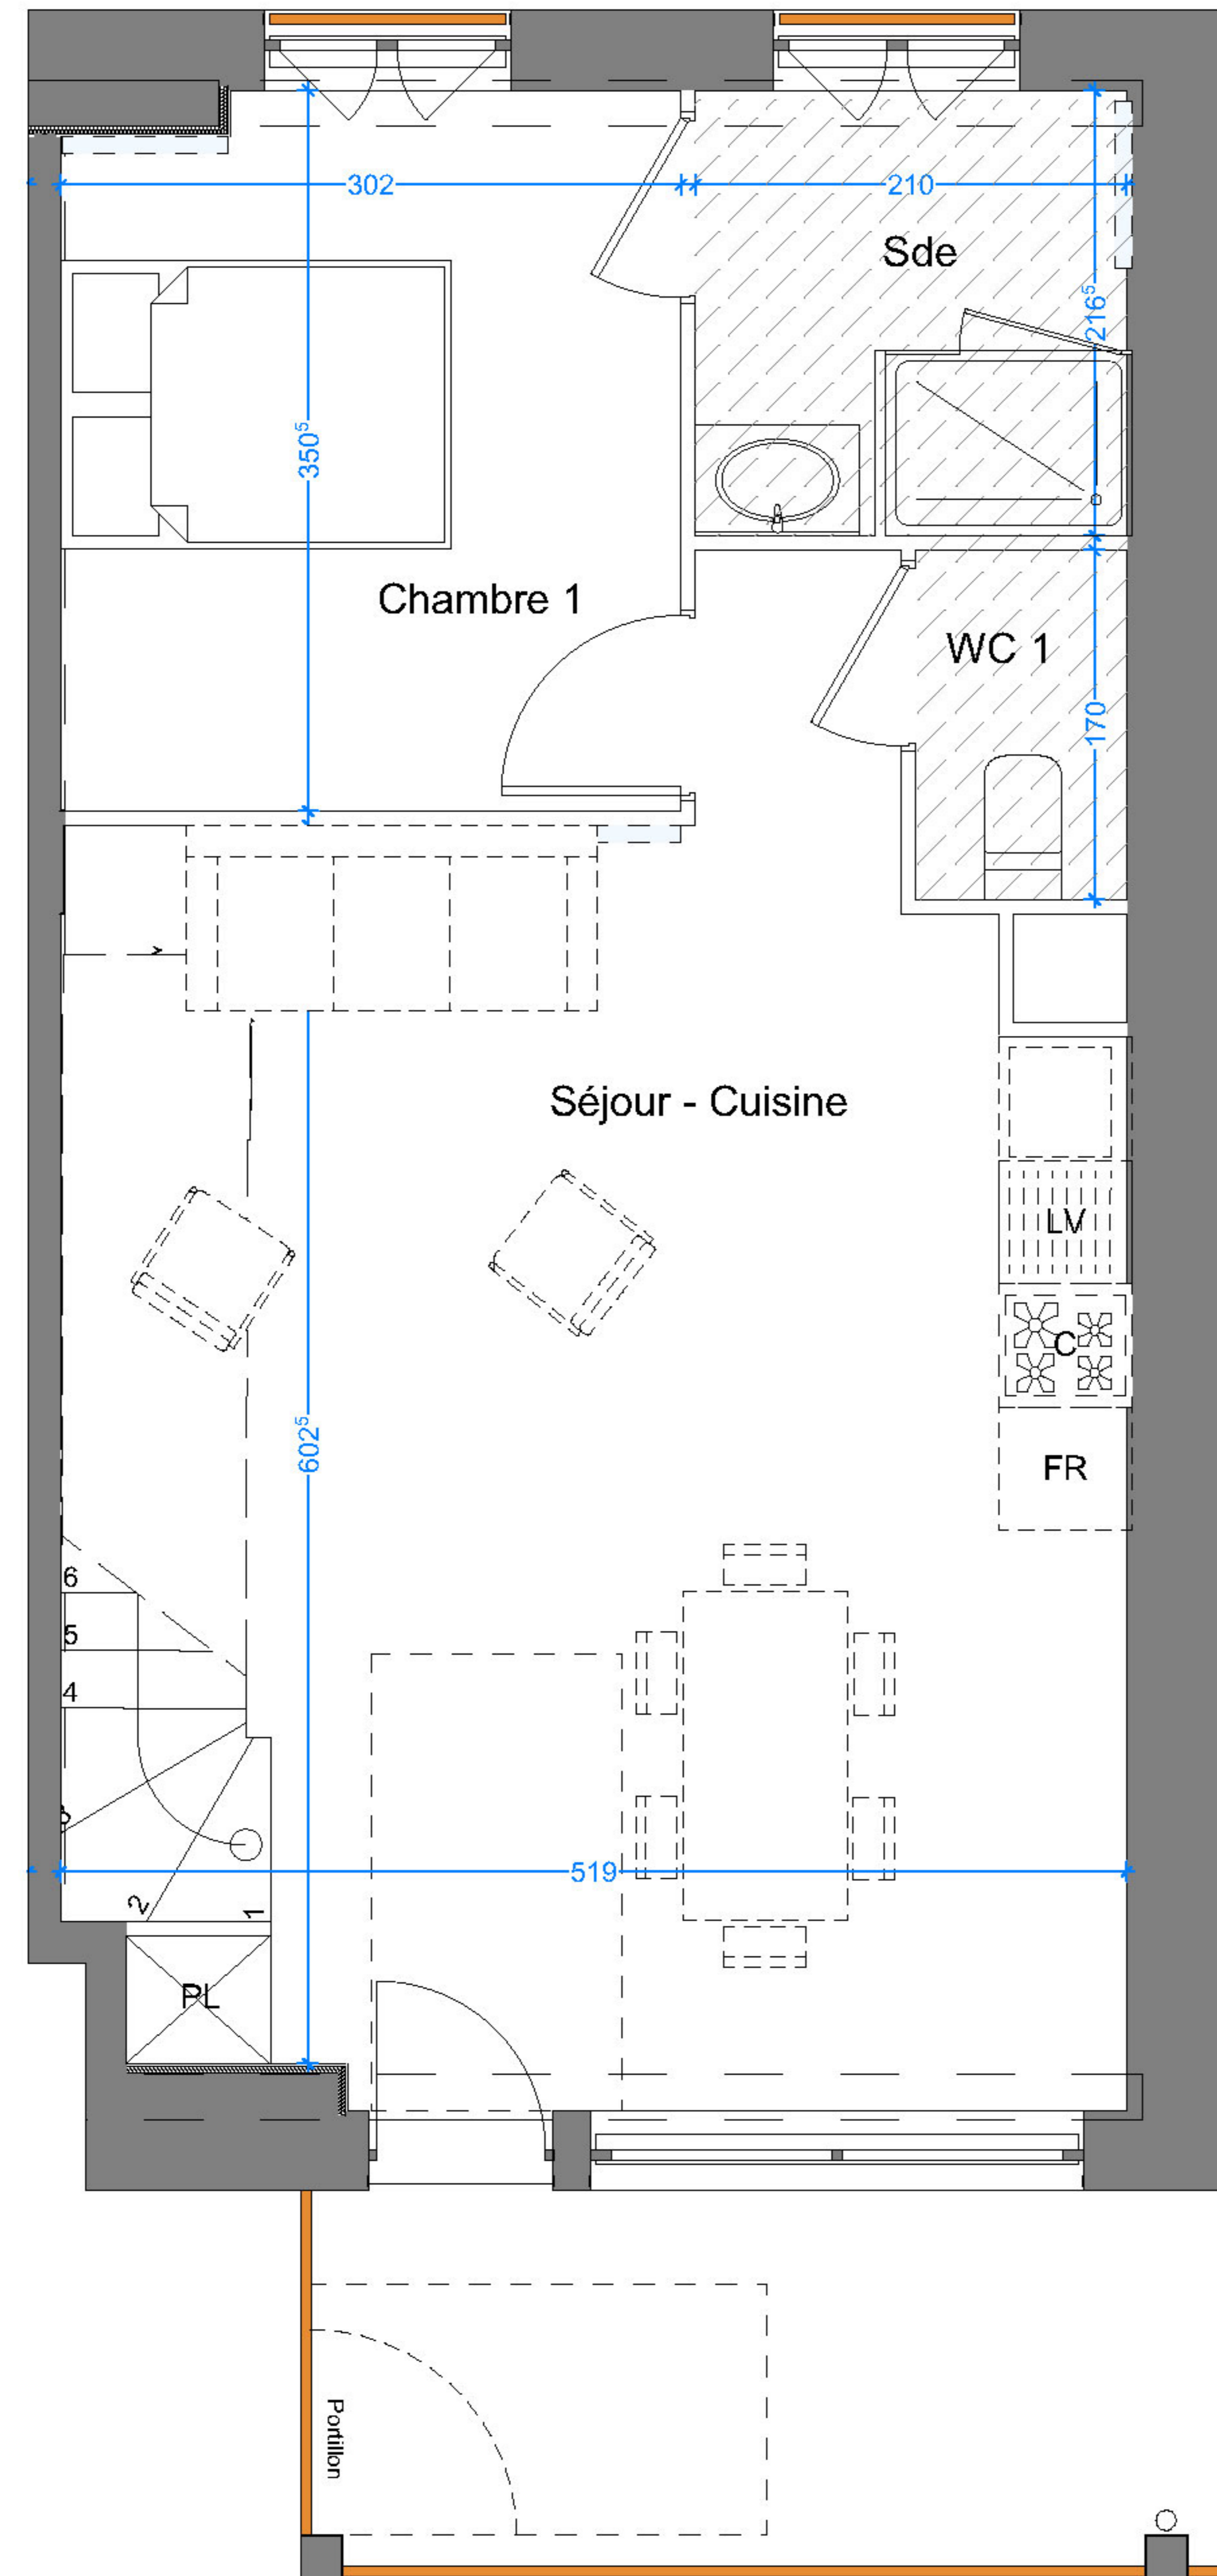 302
210
Sde
216⁵
350⁵
Chambre 1
WC 1
170
Séjour - Cuisine
LV
C
602⁵
FR
6
5
4
3
519
2
1
PL
Portillon